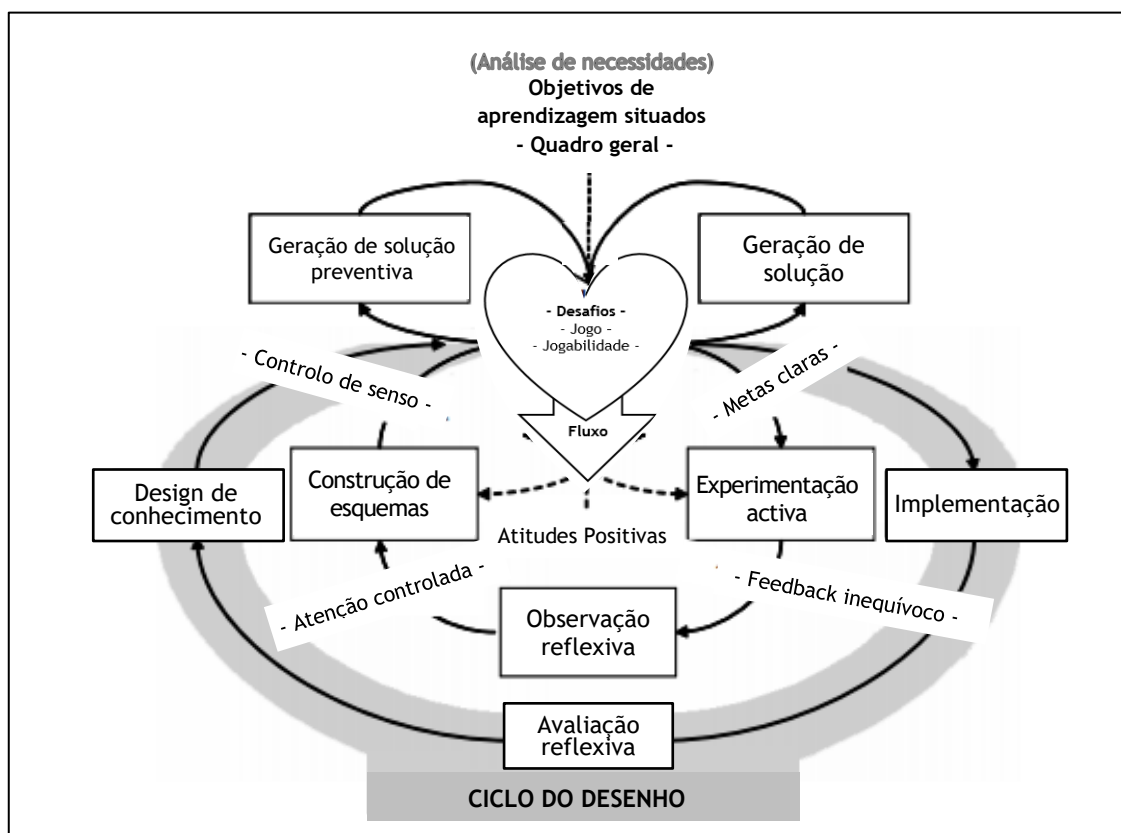 (Análise de necessidades)
Objetivos de
aprendizagem situados
- Quadro geral -
Geração de solução
preventiva
Geração de
solução
- Desafios -
- Jogo -
- Jogabilidade -
- Controlo de senso -
- Metas claras -
Fluxo
Design de
conhecimento
Construção de
esquemas
Experimentação
activa
Implementação
Atitudes Positivas
- Atenção controlada -
- Feedback inequívoco -
Observação
reflexiva
Avaliação
reflexiva
CICLO DO DESENHO